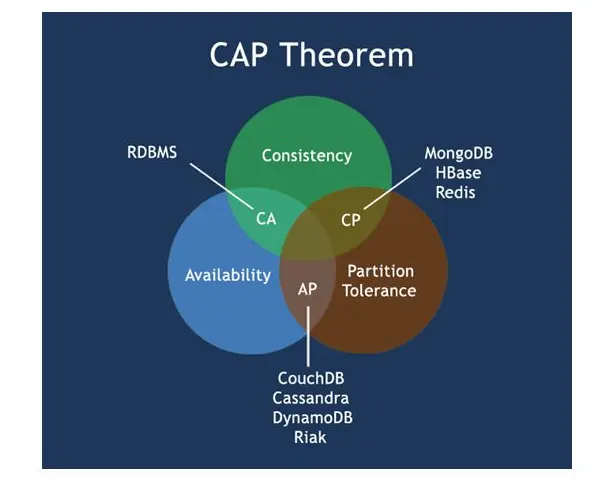 CAP Theorem
RDBMS
Consistency
MongoDB
HBase
Redis
CA
CP
Availability
Partition
Tolerance
AP
CouchDB
Cassandra
DynamoDB
Riak